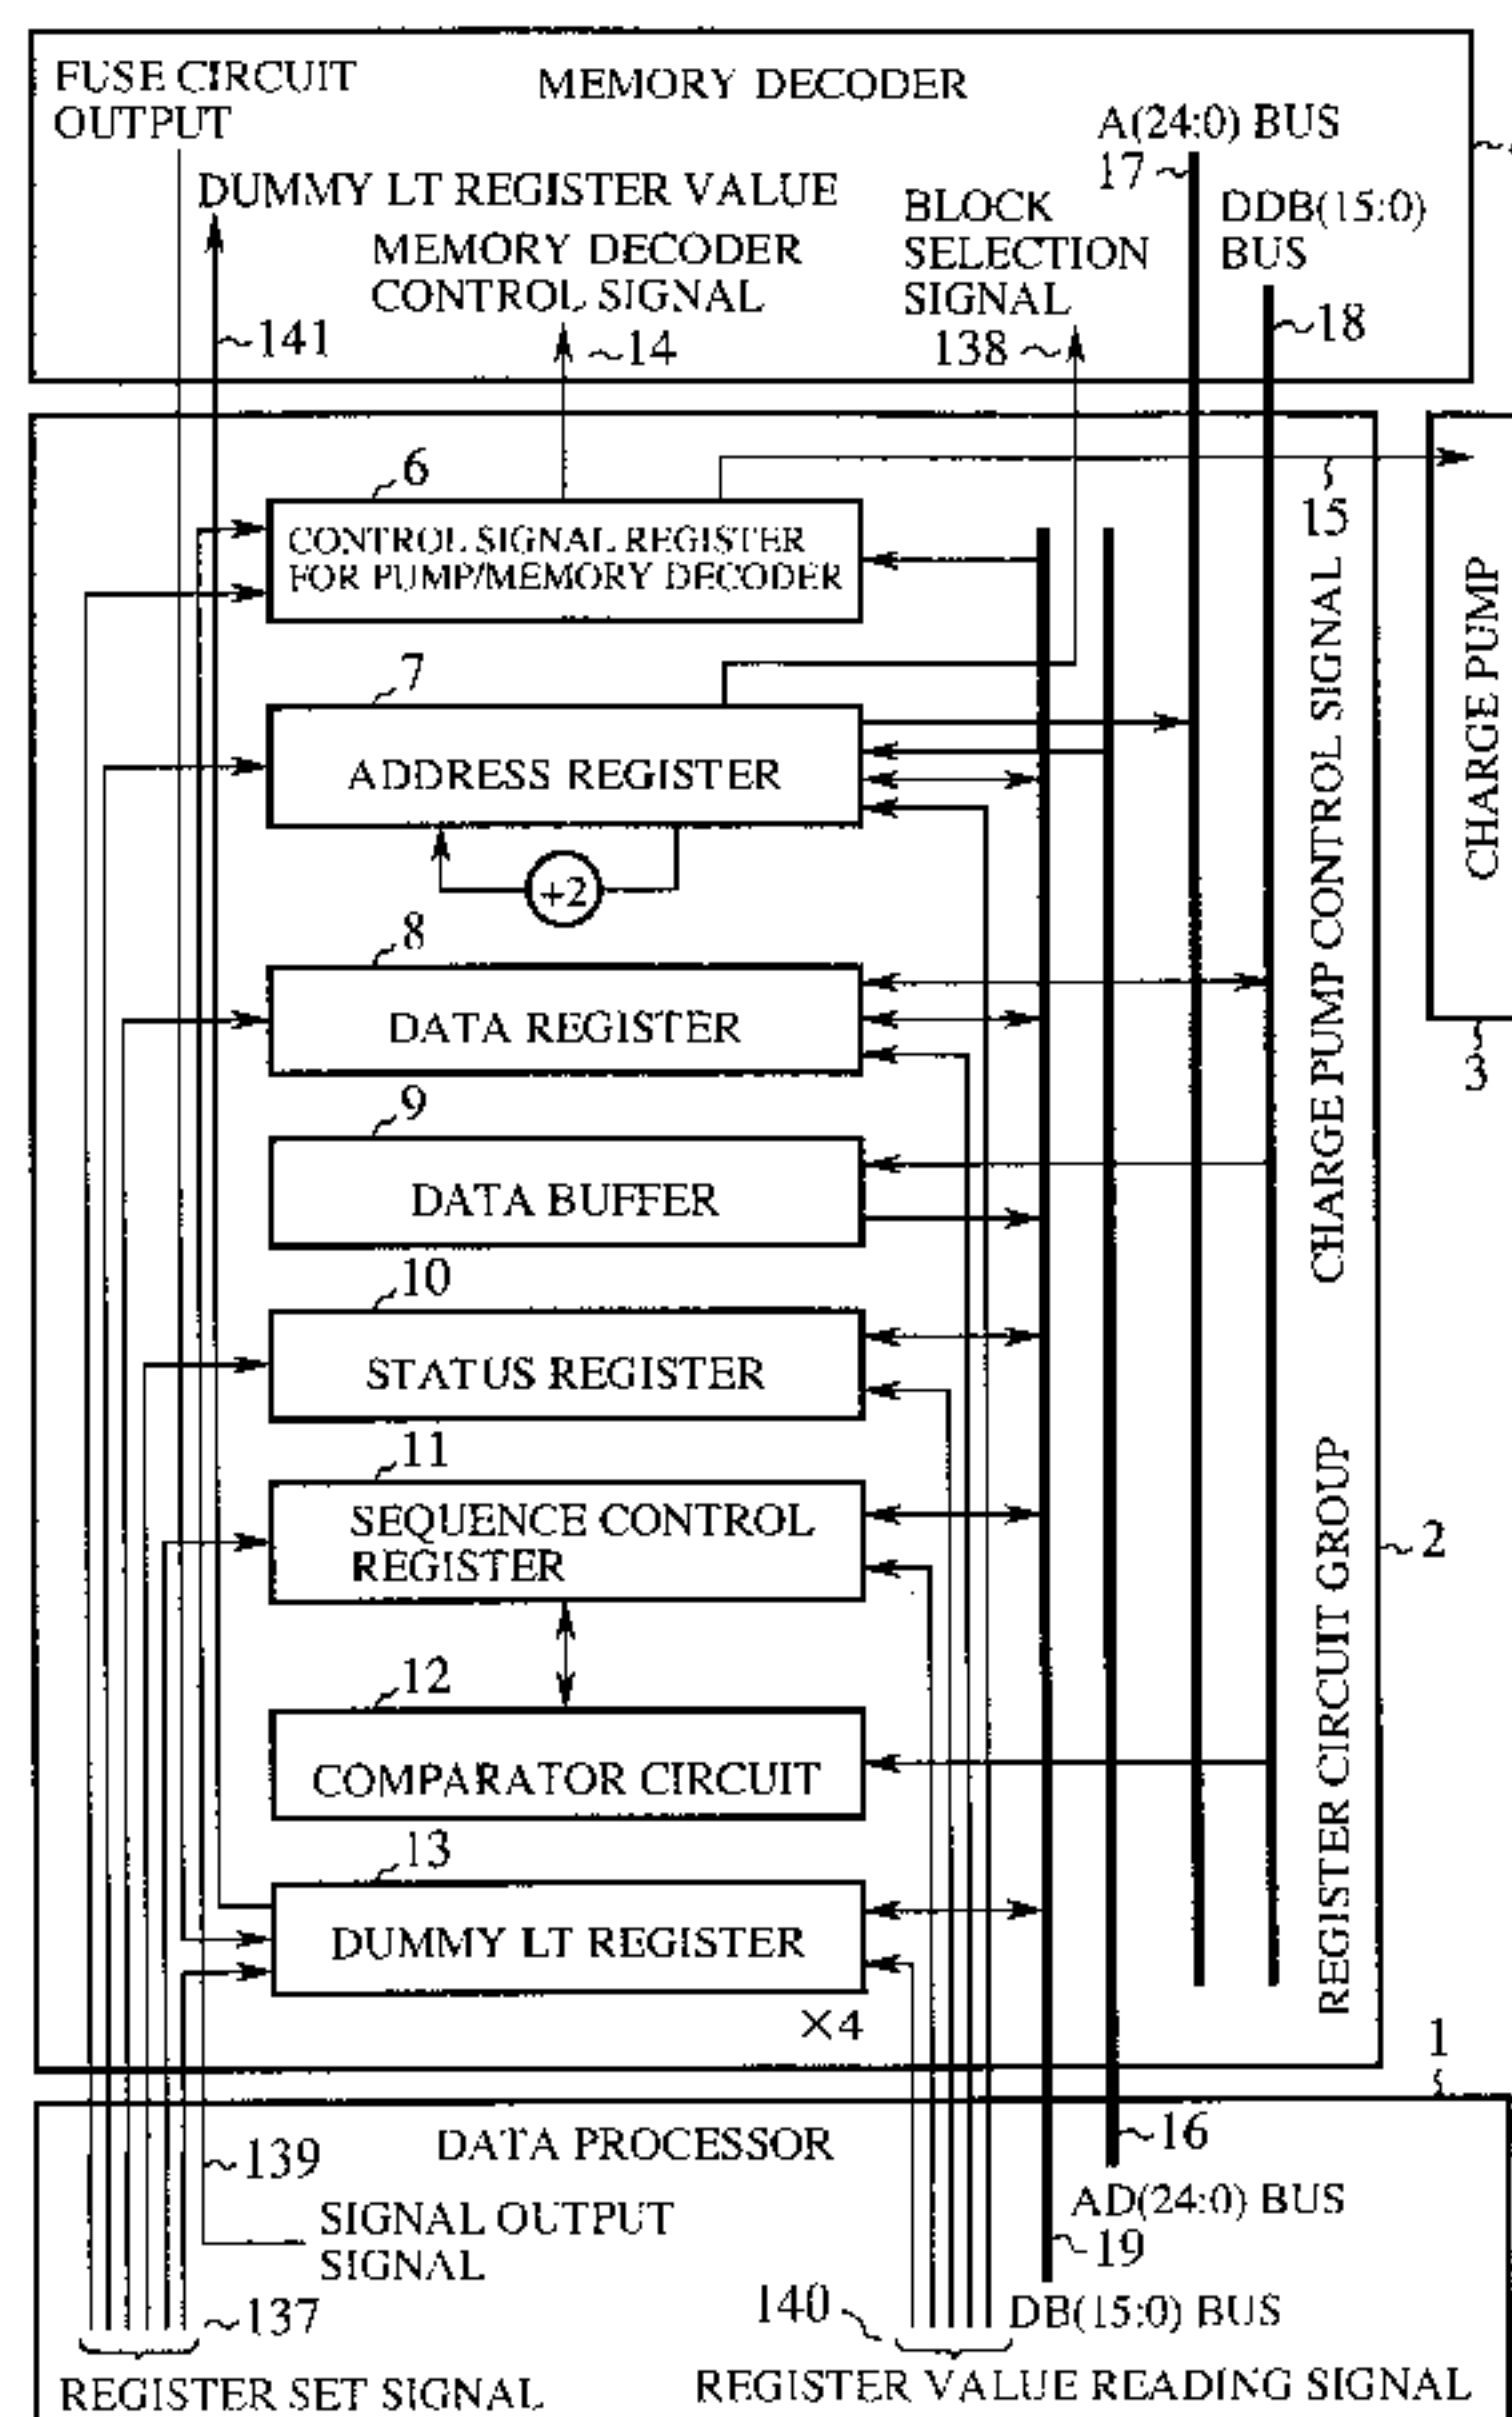 FUSE CIRCUIT
OUTPUT
MEMORY DECODER
A(24:0) BUS
17
DUMMY LT REGISTER VALUE
BLOCK
SELECTION
SIGNAL
138
DDB(15:0)
BUS
18
MEMORY DECODER
CONTROL SIGNAL
141
14
6
CONTROL SIGNAL REGISTER
FOR PUMP/MEMORY DECODER
15
CHARGE PUMP CONTROL SIGNAL
CHARGE PUMP
3
7
ADDRESS REGISTER
+2
8
DATA REGISTER
9
DATA BUFFER
10
STATUS REGISTER
11
SEQUENCE CONTROL
REGISTER
2
REGISTER CIRCUIT GROUP
12
COMPARATOR CIRCUIT
13
DUMMY LT REGISTER
×4
1
DATA PROCESSOR
139
16
SIGNAL OUTPUT
SIGNAL
AD(24:0) BUS
19
137
140
DB(15:0) BUS
REGISTER SET SIGNAL
REGISTER VALUE READING SIGNAL